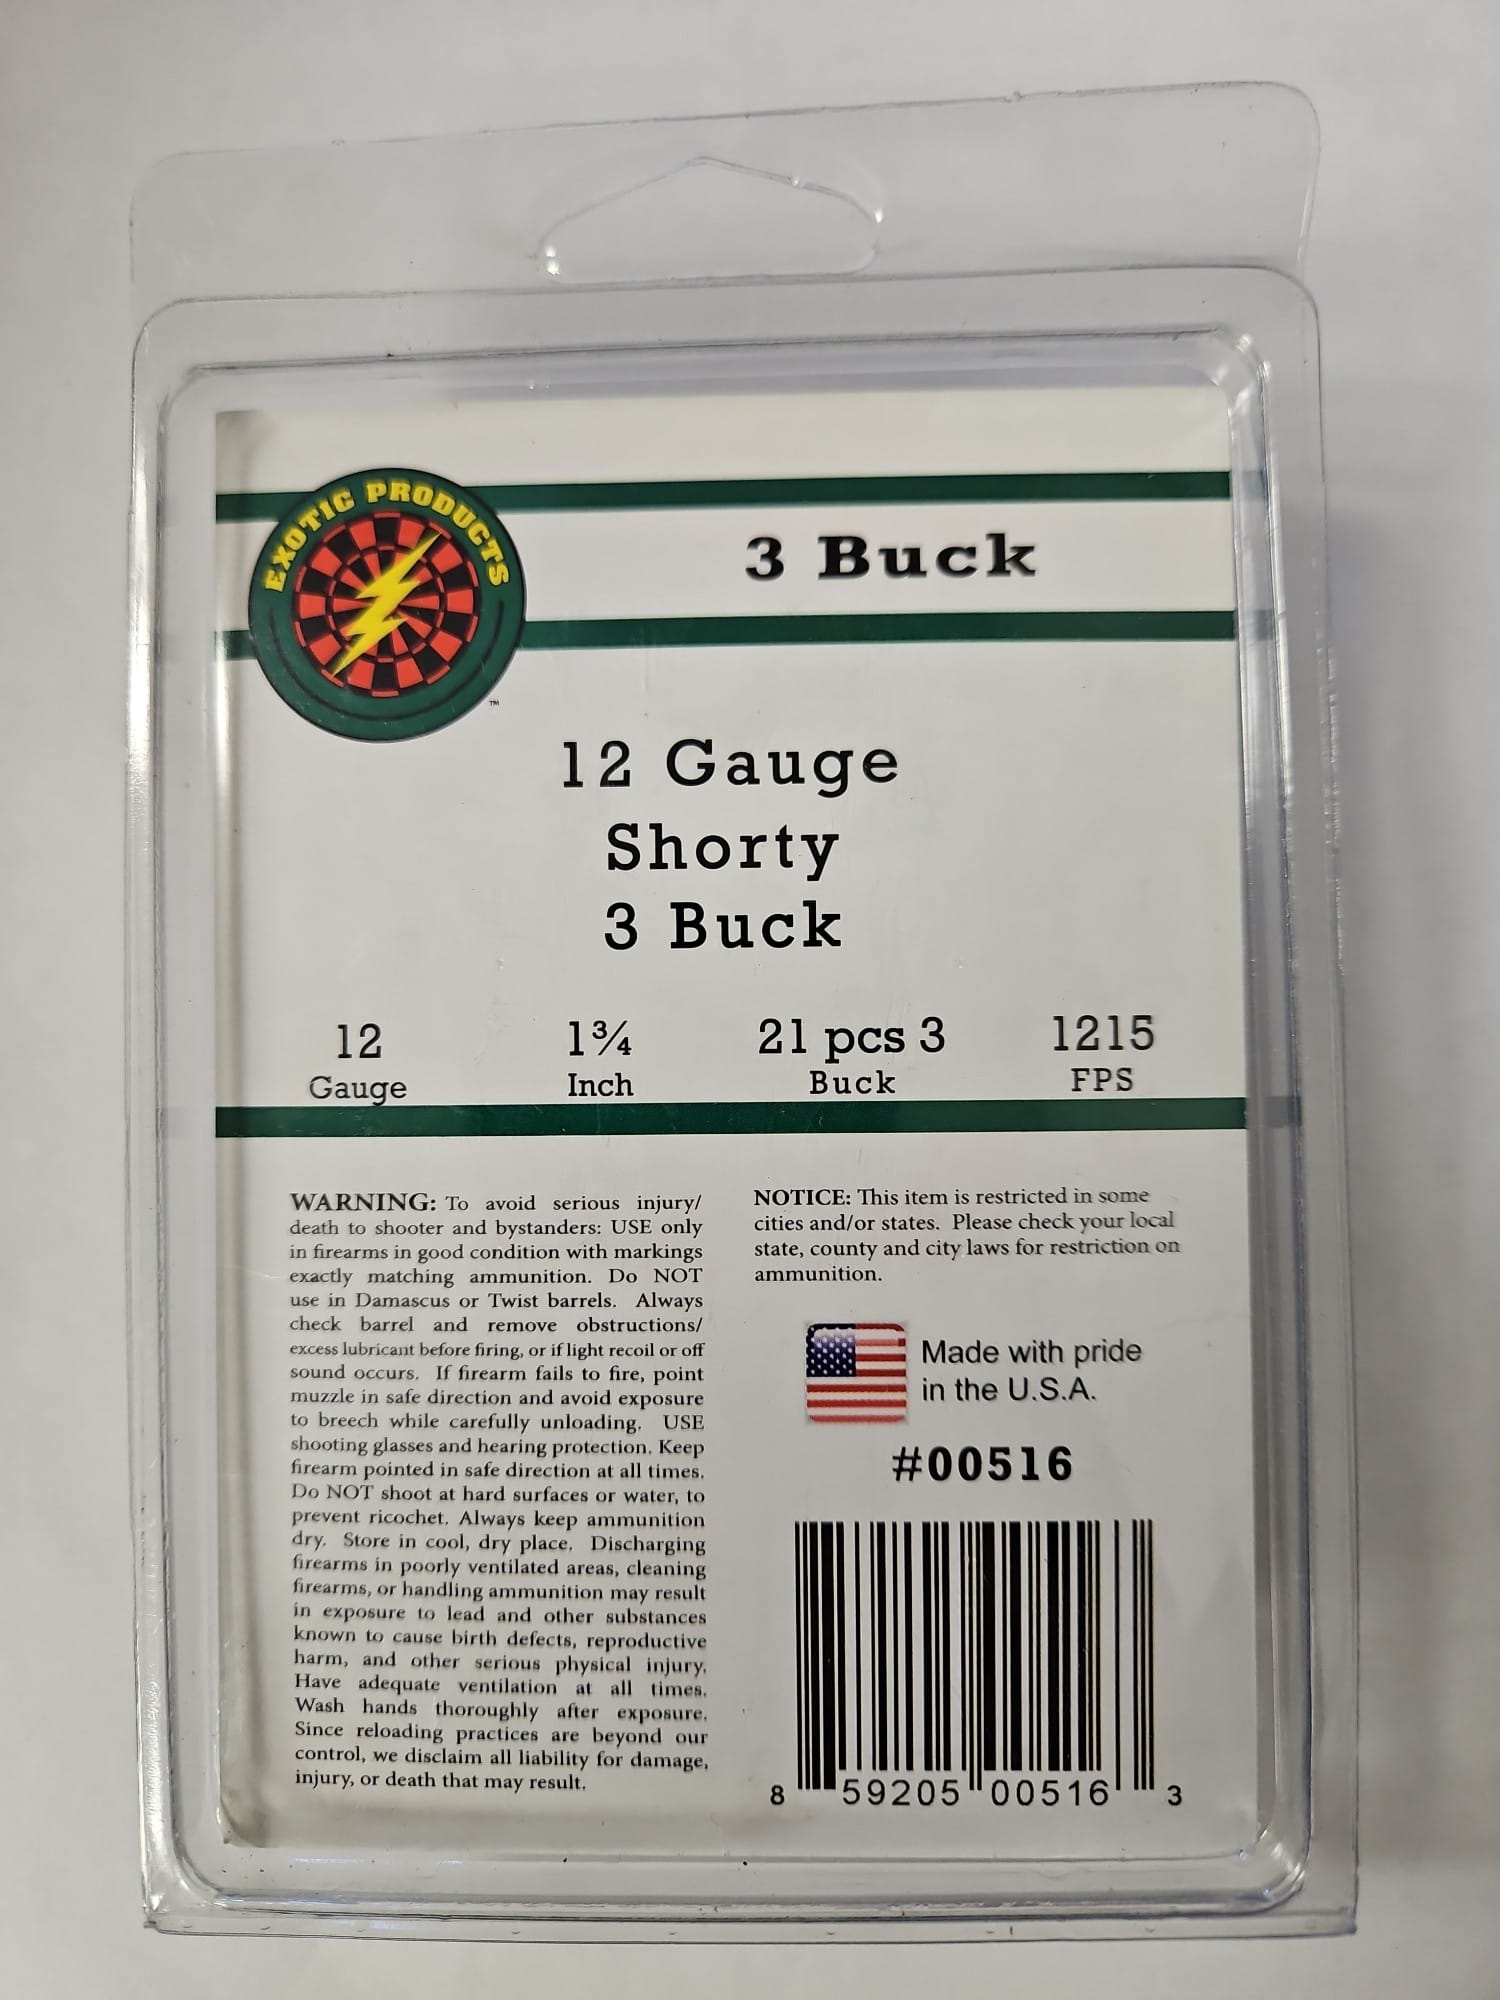 EXOTIC PRODUCTS
TM
3 Buck
12 Gauge
Shorty
3 Buck
12
Gauge
1¾
Inch
21 pcs 3
Buck
1215
FPS
WARNING: To avoid serious injury/
death to shooter and bystanders: USE only
in firearms in good condition with markings
exactly matching ammunition. Do NOT
use in Damascus or Twist barrels. Always
check barrel and remove obstructions/
excess lubricant before firing, or if light recoil or off
sound occurs. If firearm fails to fire, point
muzzle in safe direction and avoid exposure
to breech while carefully unloading. USE
shooting glasses and hearing protection. Keep
firearm pointed in safe direction at all times.
Do NOT shoot at hard surfaces or water, to
prevent ricochet. Always keep ammunition
dry. Store in cool, dry place. Discharging
firearms in poorly ventilated areas, cleaning
firearms, or handling ammunition may result
in exposure to lead and other substances
known to cause birth defects, reproductive
harm, and other serious physical injury.
Have adequate ventilation at all times.
Wash hands thoroughly after exposure.
Since reloading practices are beyond our
control, we disclaim all liability for damage,
injury, or death that may result.
NOTICE: This item is restricted in some
cities and/or states. Please check your local
state, county and city laws for restriction on
ammunition.
Made with pride
in the U.S.A.
#00516
8 59205 00516 3